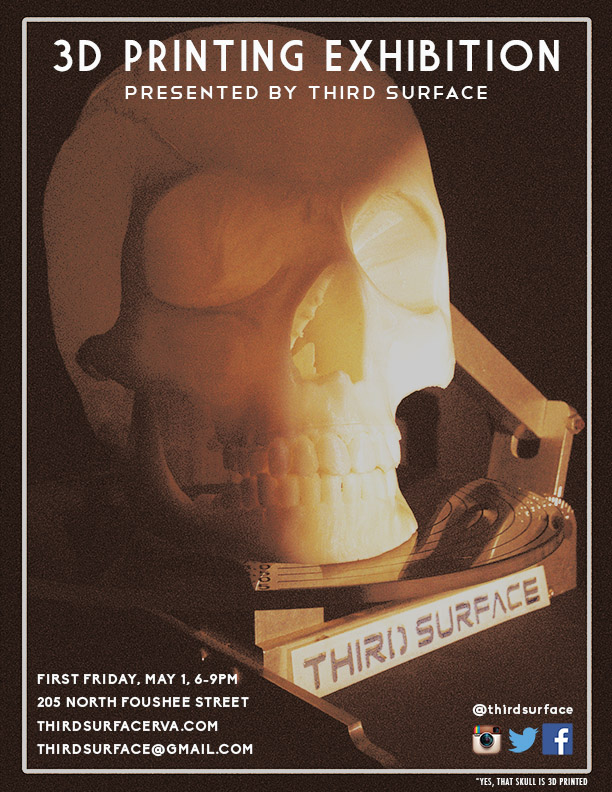 3D PRINTING EXHIBITION
PRESENTED BY THIRD SURFACE
THIRD SURFACE
FIRST FRIDAY, MAY 1, 6-9PM
205 NORTH FOUSHEE STREET
THIRDSURFACERVA.COM
THIRDSURFACE@GMAIL.COM
@thirdsurface
*YES, THAT SKULL IS 3D PRINTED